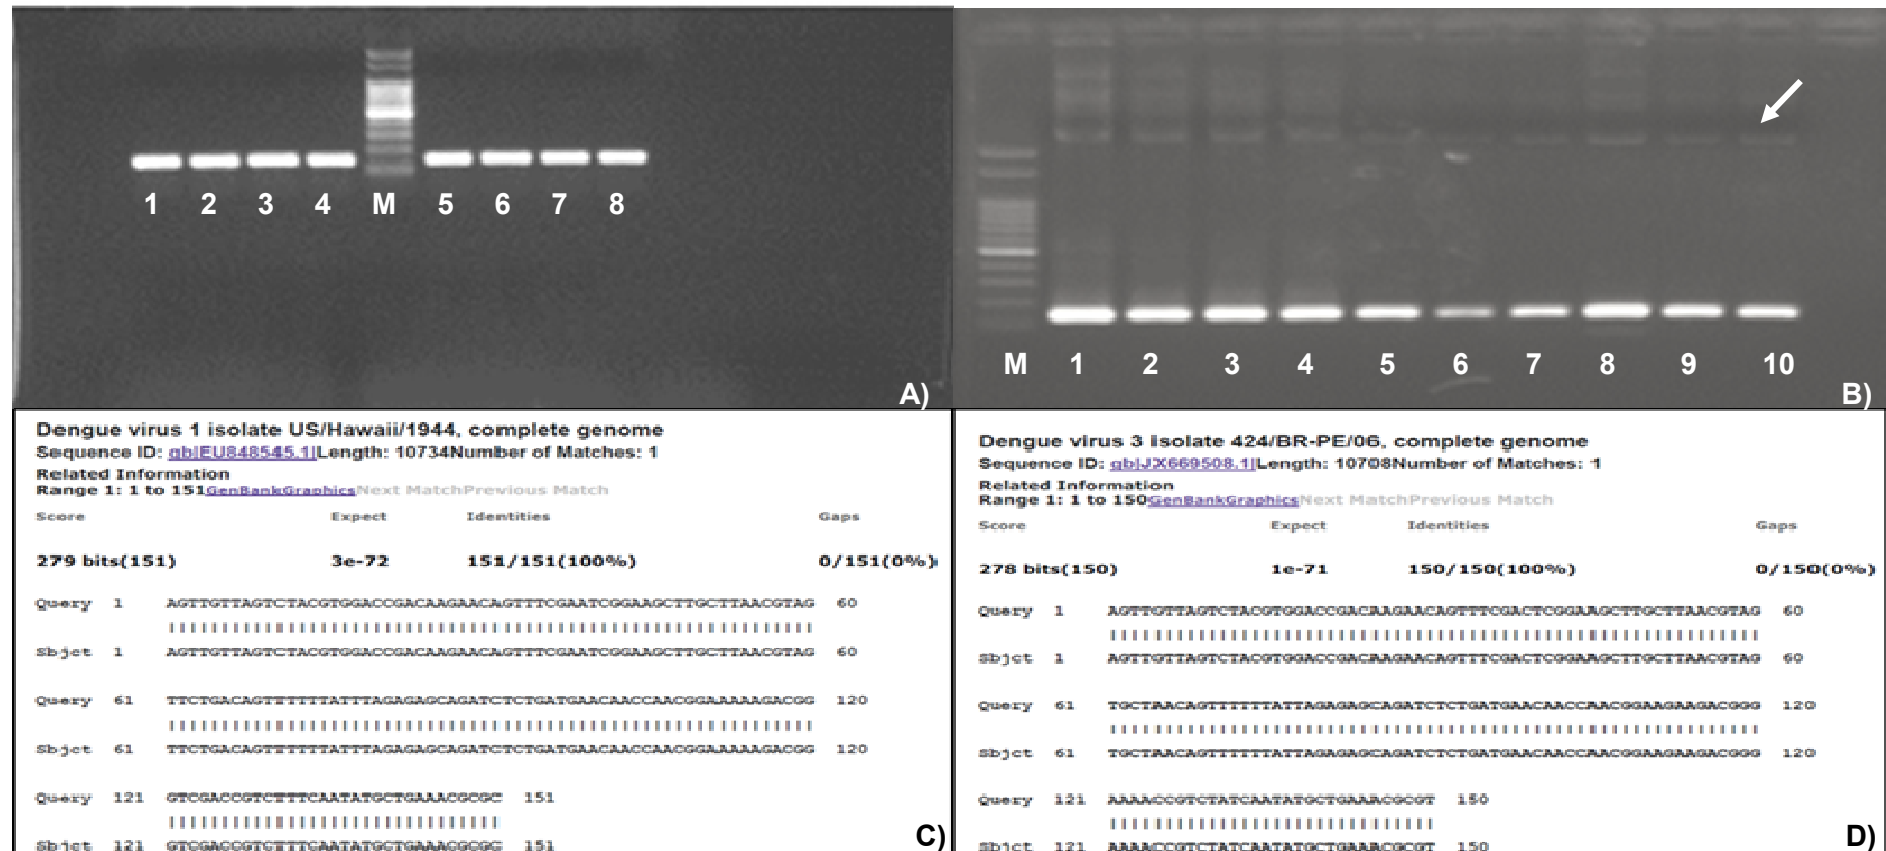 1 2 3 4 M 5 6 7 8
A)
M 1 2 3 4 5 6 7 8 9 10
B)
Dengue virus 1 isolate US/Hawaii/1944, complete genome
Sequence ID: gb|EU848545.1|Length: 10734Number of Matches: 1
Related Information
Range 1: 1 to 151GenBankGraphicsNext MatchPrevious Match
Score Expect Identities Gaps
279 bits(151) 3e-72 151/151(100%) 0/151(0%)
Query 1 AGTTGTTAGTCTACGTGGACCGACAAGAACAGTTTCGAATCGGAAGCTTGCTTAACGTAG 60
Sbjct 1 AGTTGTTAGTCTACGTGGACCGACAAGAACAGTTTCGAATCGGAAGCTTGCTTAACGTAG 60
Query 61 TTCTGACAGTTTTTTATTTAGAGAGCAGATCTCTGATGAACAACCAACGGAAAAAGACGG 120
Sbjct 61 TTCTGACAGTTTTTTATTTAGAGAGCAGATCTCTGATGAACAACCAACGGAAAAAGACGG 120
Query 121 GTCGACCGTCTTTCAATATGCTGAAACGCGC 151
Sbjct 121 GTCGACCGTCTTTCAATATGCTGAAACGCGC 151
C)
Dengue virus 3 isolate 424/BR-PE/06, complete genome
Sequence ID: gb|JX669508.1|Length: 10708Number of Matches: 1
Related Information
Range 1: 1 to 150GenBankGraphicsNext MatchPrevious Match
Score Expect Identities Gaps
278 bits(150) 1e-71 150/150(100%) 0/150(0%)
Query 1 AGTTGTTAGTCTACGTGGACCGACAAGAACAGTTTCGACTCGGAAGCTTGCTTAACGTAG 60
Sbjct 1 AGTTGTTAGTCTACGTGGACCGACAAGAACAGTTTCGACTCGGAAGCTTGCTTAACGTAG 60
Query 61 TGCTAACAGTTTTTTATTAGAGAGCAGATCTCTGATGAACAACCAACGGAAGAAGACGGG 120
Sbjct 61 TGCTAACAGTTTTTTATTAGAGAGCAGATCTCTGATGAACAACCAACGGAAGAAGACGGG 120
Query 121 AAAACCGTCTATCAATATGCTGAAACGCGT 150
Sbjct 121 AAAACCGTCTATCAATATGCTGAAACGCGT 150
D)